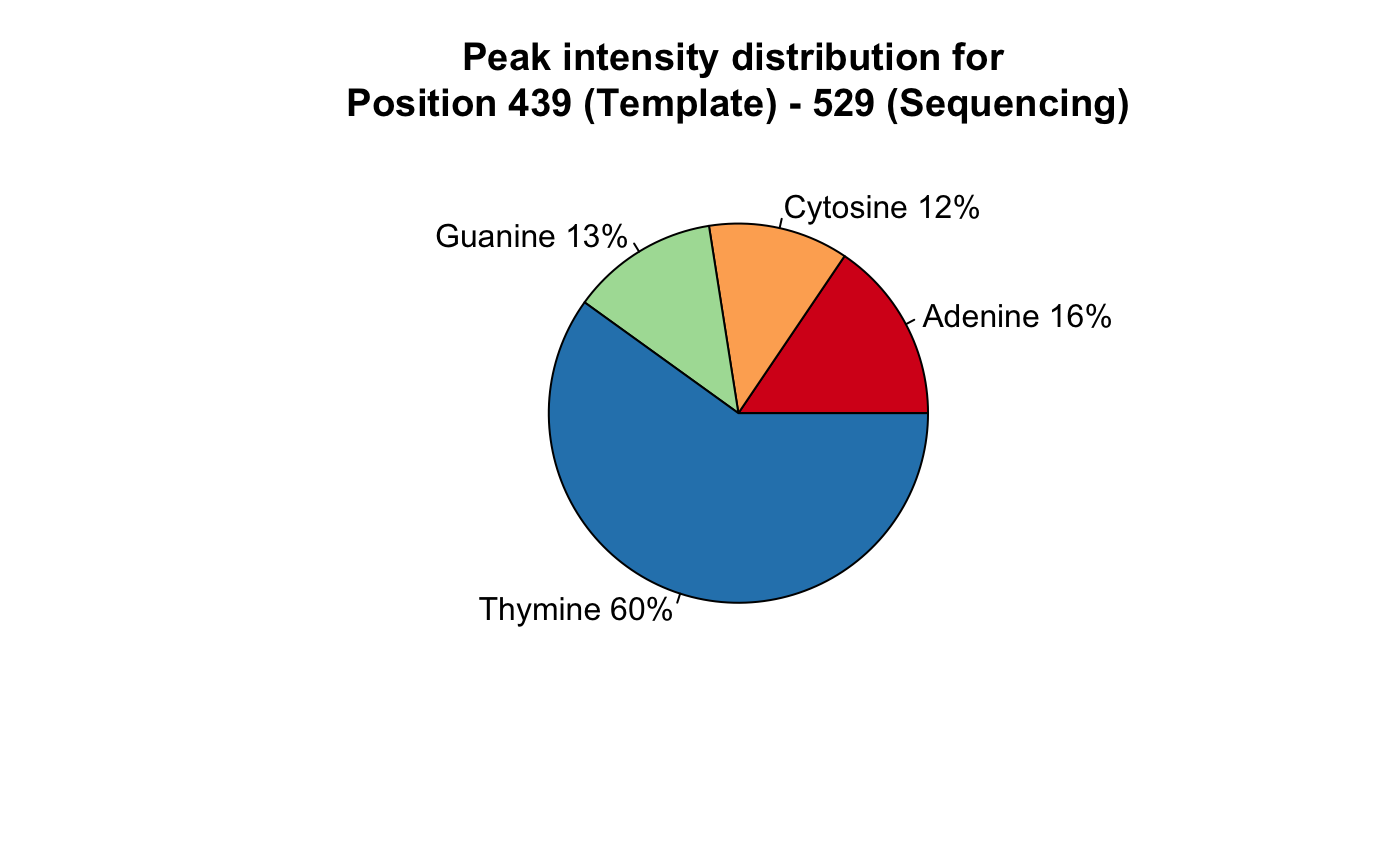 Peak intensity distribution for
Position 439 (Template) - 529 (Sequencing)
Cytosine 12%
Guanine 13%
Adenine 16%
Thymine 60%